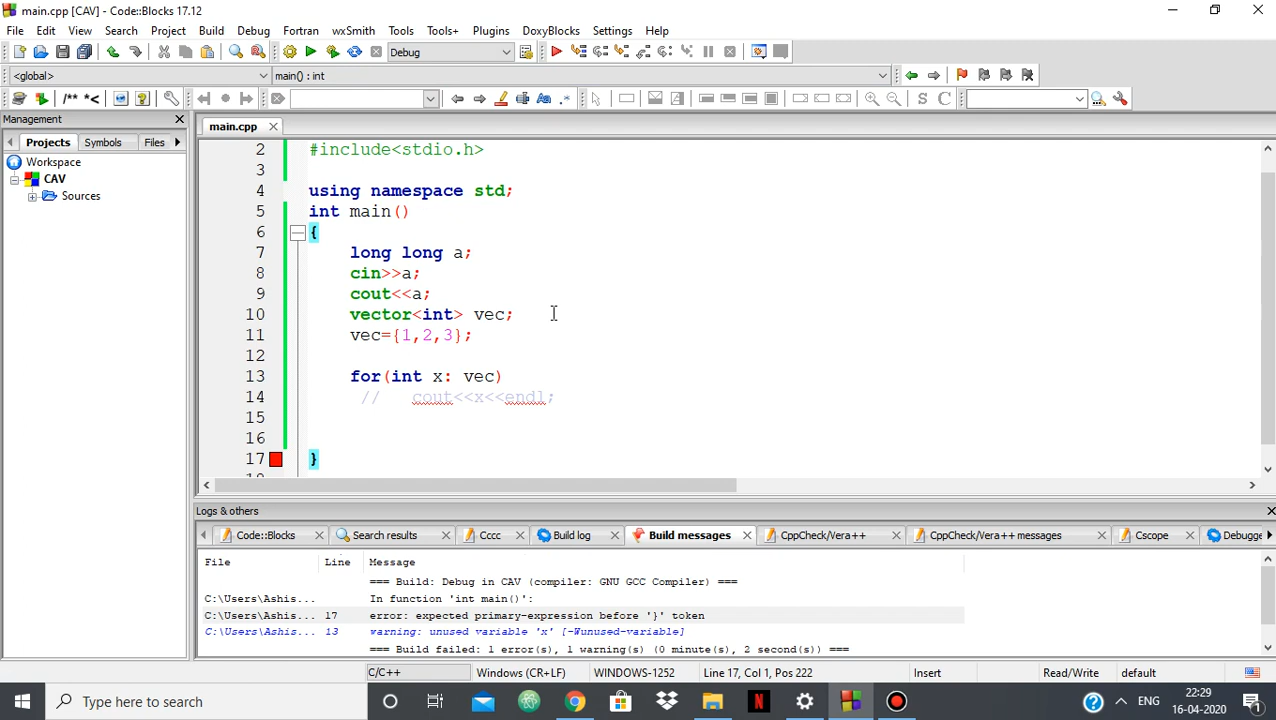 main.cpp [CAV] - Code::Blocks 17.12
File Edit View Search Project Build Debug Fortran wxSmith Tools Tools+ Plugins DoxyBlocks Settings Help
Debug
<global> main() : int
/** *<
S C
Management
Projects Symbols Files
Workspace
CAV
Sources
main.cpp
2 #include<stdio.h>
3
4 using namespace std;
5 int main()
6 {
7 long long a;
8 cin>>a;
9 cout<<a;
10 vector<int> vec;
11 vec={1,2,3};
12
13 for(int x: vec)
14 // cout<<x<<endl;
15
16
17 }
Logs & others
Code::Blocks Search results Cccc Build log Build messages CppCheck/Vera++ CppCheck/Vera++ messages Cscope Debugge
File Line Message
=== Build: Debug in CAV (compiler: GNU GCC Compiler) ===
C:\Users\Ashis... In function 'int main()':
C:\Users\Ashis... 17 error: expected primary-expression before '}' token
C:\Users\Ashis... 13 warning: unused variable 'x' [-Wunused-variable]
=== Build failed: 1 error(s), 1 warning(s) (0 minute(s), 2 second(s)) ===
C/C++ Windows (CR+LF) WINDOWS-1252 Line 17, Col 1, Pos 222 Insert Read/Write default
Type here to search
N
ENG
22:29
16-04-2020
1